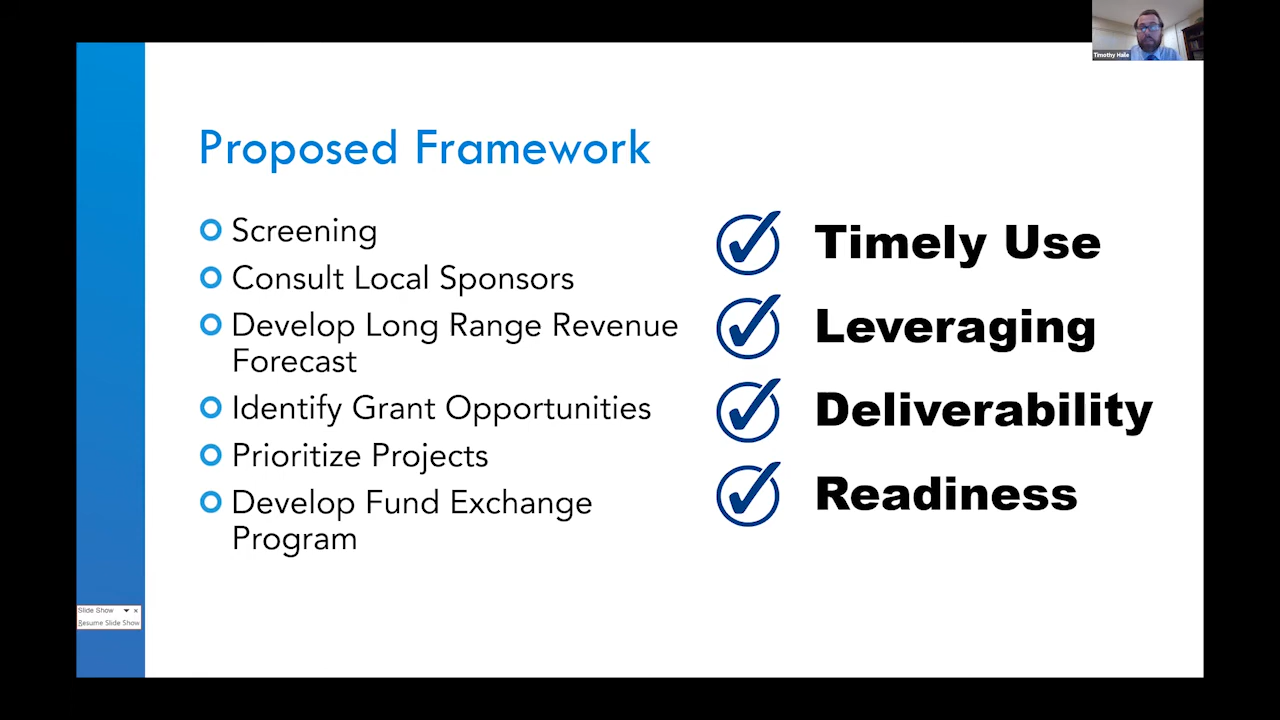 Timothy Haile
Proposed Framework
Screening
Consult Local Sponsors
Develop Long Range Revenue
Forecast
Identify Grant Opportunities
Prioritize Projects
Develop Fund Exchange
Program
Timely Use
Leveraging
Deliverability
Readiness
Slide Show
Resume Slide Show